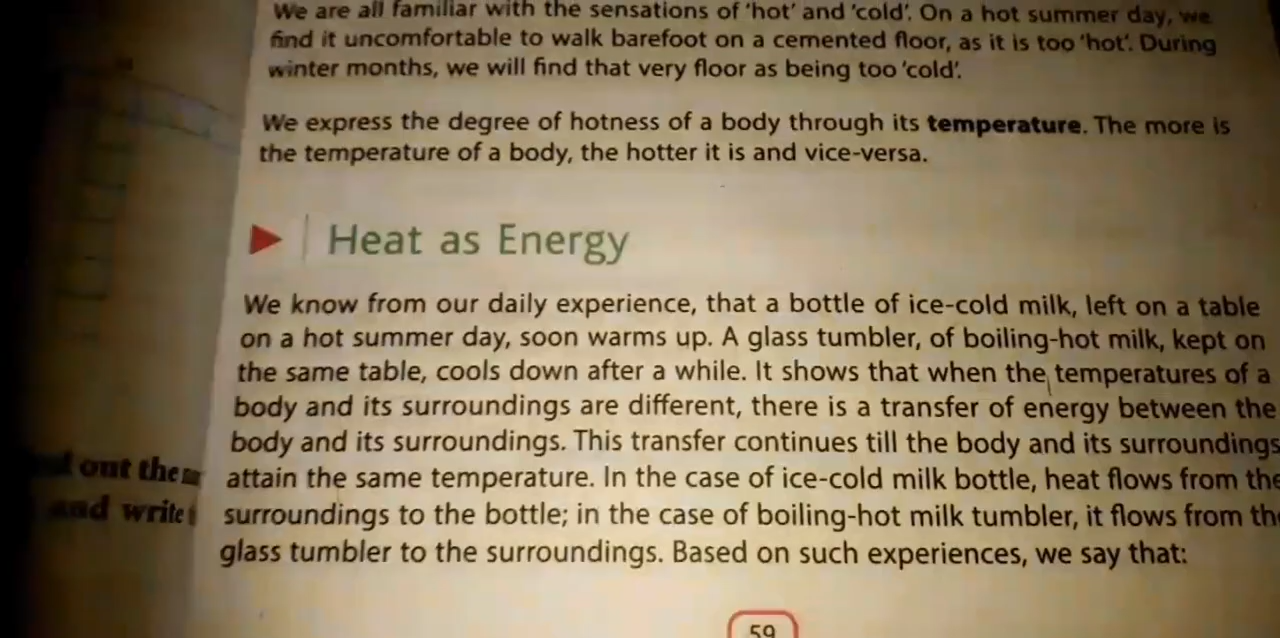 We are all familiar with the sensations of 'hot' and 'cold'. On a hot summer day, we
find it uncomfortable to walk barefoot on a cemented floor, as it is too 'hot'. During
winter months, we will find that very floor as being too 'cold'.
We express the degree of hotness of a body through its temperature. The more is
the temperature of a body, the hotter it is and vice-versa.
Heat as Energy
We know from our daily experience, that a bottle of ice-cold milk, left on a table
on a hot summer day, soon warms up. A glass tumbler, of boiling-hot milk, kept on
the same table, cools down after a while. It shows that when the temperatures of a
body and its surroundings are different, there is a transfer of energy between the
body and its surroundings. This transfer continues till the body and its surroundings
attain the same temperature. In the case of ice-cold milk bottle, heat flows from the
surroundings to the bottle; in the case of boiling-hot milk tumbler, it flows from the
glass tumbler to the surroundings. Based on such experiences, we say that:
out them
and write
59